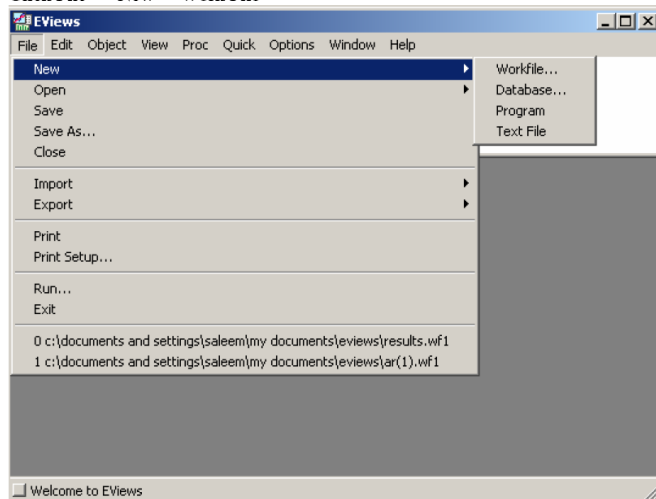 EViews
File Edit Object View Proc Quick Options Window Help
New
Open
Save
Save As...
Close
Import
Export
Print
Print Setup...
Run...
Exit
0 c:\documents and settings\saleem\my documents\eviews\results.wf1
1 c:\documents and settings\saleem\my documents\eviews\ar(1).wf1
Workfile...
Database...
Program
Text File
Welcome to EViews